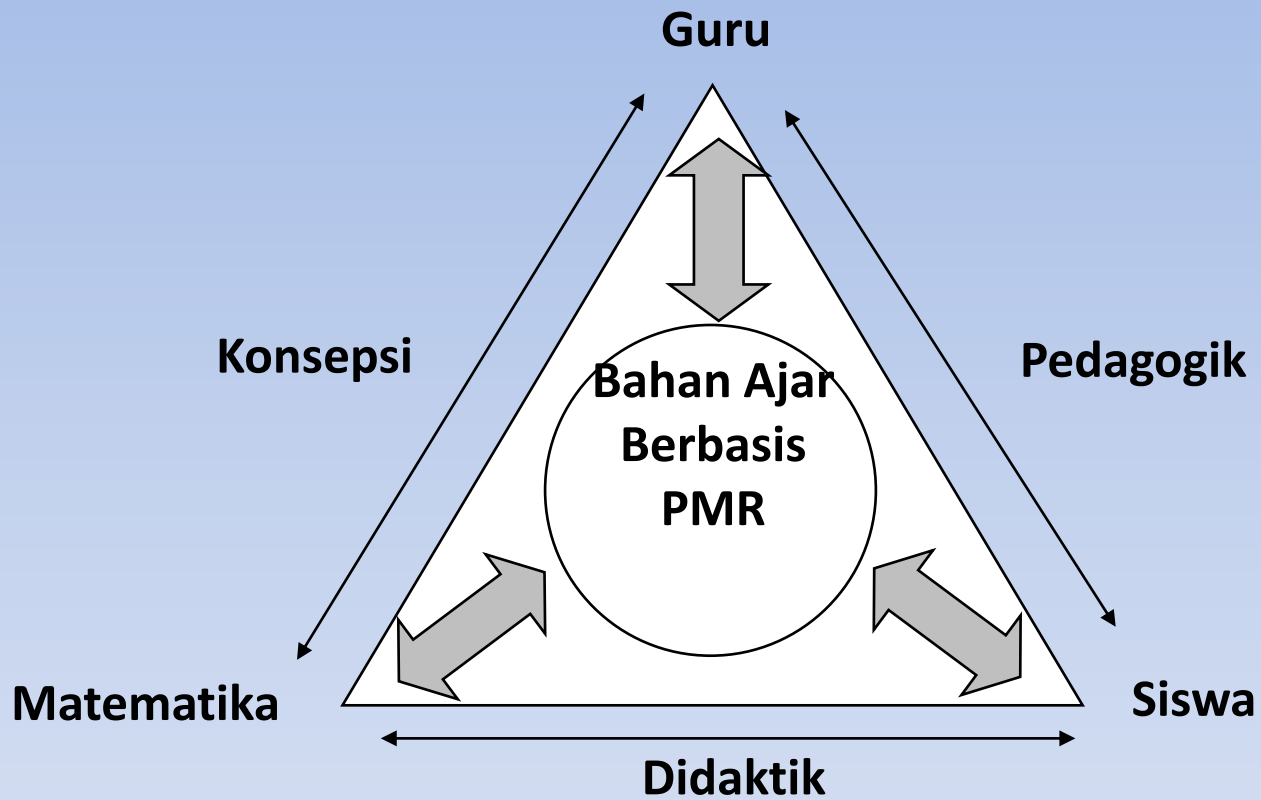 Guru
Konsepsi
Pedagogik
Bahan Ajar
Berbasis
PMR
Matematika
Siswa
Didaktik